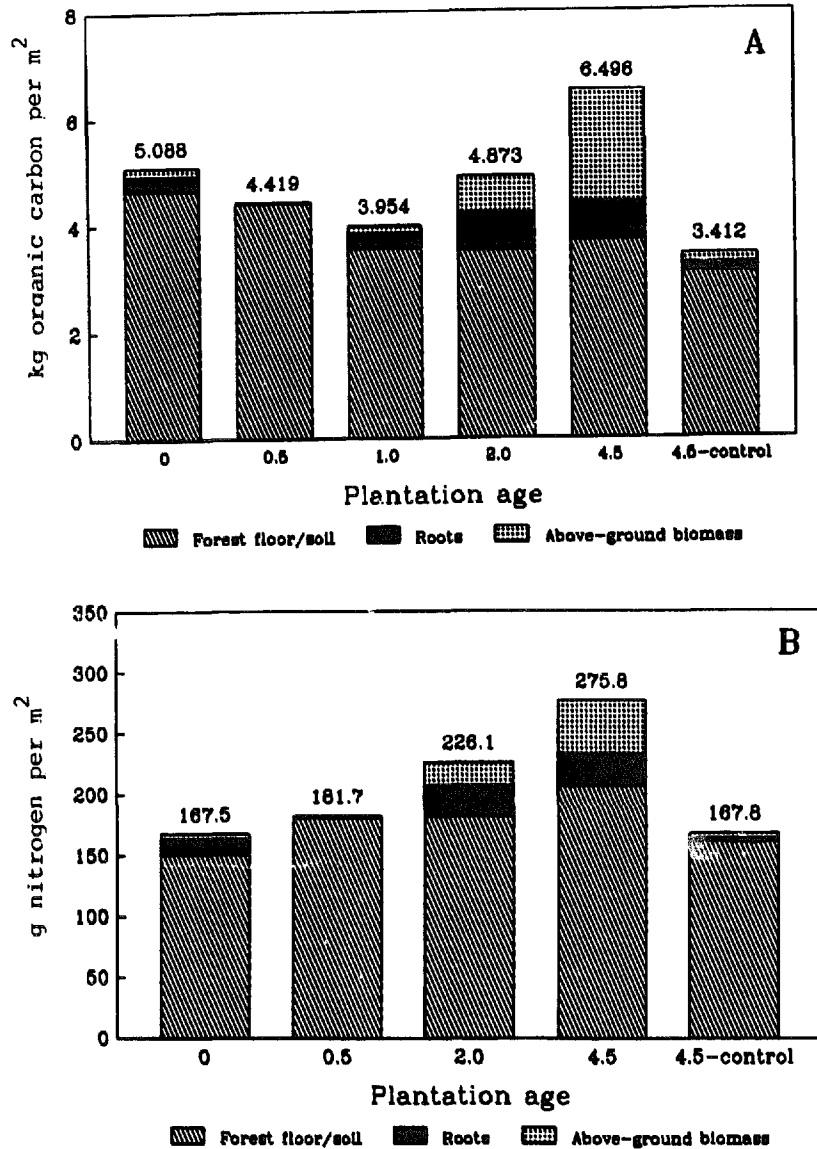 A
kg organic carbon per m2
8
6
4
2
0
5.088
4.419
3.954
4.873
6.496
3.412
0
0.5
1.0
2.0
4.5
4.5-control
Plantation age
Forest floor/soil
Roots
Above-ground biomass
B
g nitrogen per m2
350
300
250
200
150
100
50
0
167.5
181.7
226.1
275.8
167.8
0
0.5
2.0
4.5
4.5-control
Plantation age
Forest floor/soil
Roots
Above-ground biomass